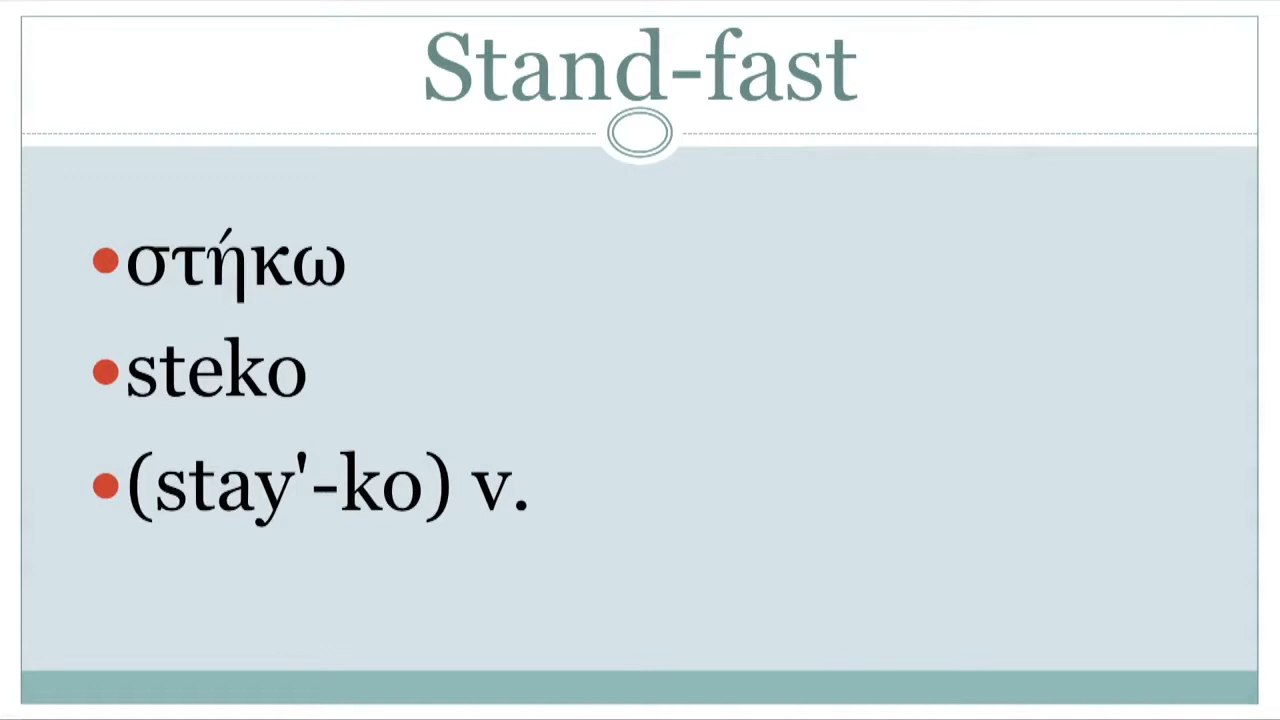 Stand-fast
•στήκω
•steko
•(stay'-ko) v.